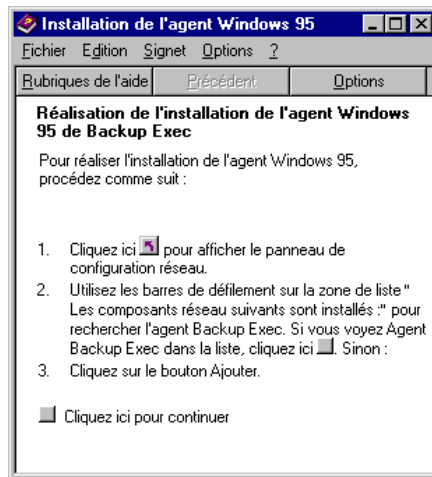 Installation de l'agent Windows 95
Fichier Edition Signet Options ?
Rubriques de l'aide Précédent Options
Réalisation de l'installation de l'agent Windows
95 de Backup Exec
Pour réaliser l'installation de l'agent Windows 95,
procédez comme suit :
1. Cliquez ici pour afficher le panneau de
configuration réseau.
2. Utilisez les barres de défilement sur la zone de liste "
Les composants réseau suivants sont installés :" pour
rechercher l'agent Backup Exec. Si vous voyez Agent
Backup Exec dans la liste, cliquez ici . Sinon :
3. Cliquez sur le bouton Ajouter.
Cliquez ici pour continuer